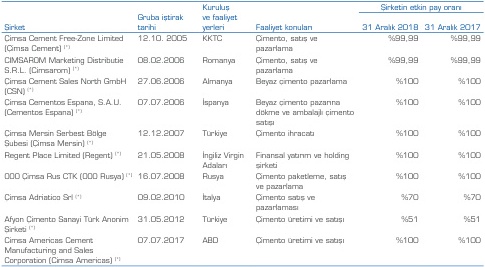 Şirketin etkin pay oranı
Kuruluş
Gruba iştirak ve faaliyet
Şirket tarihi yerleri Faaliyet konuları 31 Aralık 2018 31 Aralık 2017
Cimsa Cement Free-Zone Limited 12.10. 2005 KKTC Çimento, satış ve %99,99 %99,99
(Cimsa Cement) (*) pazarlama
CIMSAROM Marketing Distributie 08.02.2006 Romanya Çimento, satış ve %99,99 %99,99
S.R.L. (Cimsarom) (*) pazarlama
Cimsa Cement Sales North GmbH 27.06.2006 Almanya Beyaz çimento pazarlama %100 %100
(CSN) (*)
Cimsa Cementos Espana, S.A.U. 07.07.2006 İspanya Beyaz çimento pazarına %100 %100
(Cementos Espana) (*) dökme ve ambalajlı çimento
satışı
Çimsa Mersin Serbest Bölge 12.12.2007 Türkiye Çimento ihracatı %100 %100
Şubesi (Cimsa Mersin) (*)
Regent Place Limited (Regent) (*) 21.05.2008 İngiliz Virgin Finansal yatırım ve holding %100 %100
Adaları şirketi
OOO Çimsa Rus CTK (OOO Rusya) (*) 16.07.2008 Rusya Çimento paketleme, satış %100 %100
ve pazarlama
Cimsa Adriatico Srl (*) 09.02.2010 İtalya Çimento satış ve %70 %70
pazarlaması
Afyon Çimento Sanayi Türk Anonim 31.05.2012 Türkiye Çimento üretimi ve satışı %51 %51
Şirketi (*)
Cimsa Americas Cement 07.07.2017 ABD Çimento üretimi ve satışı %100 %100
Manufacturing and Sales
Corporation (Cimsa Americas) (*)